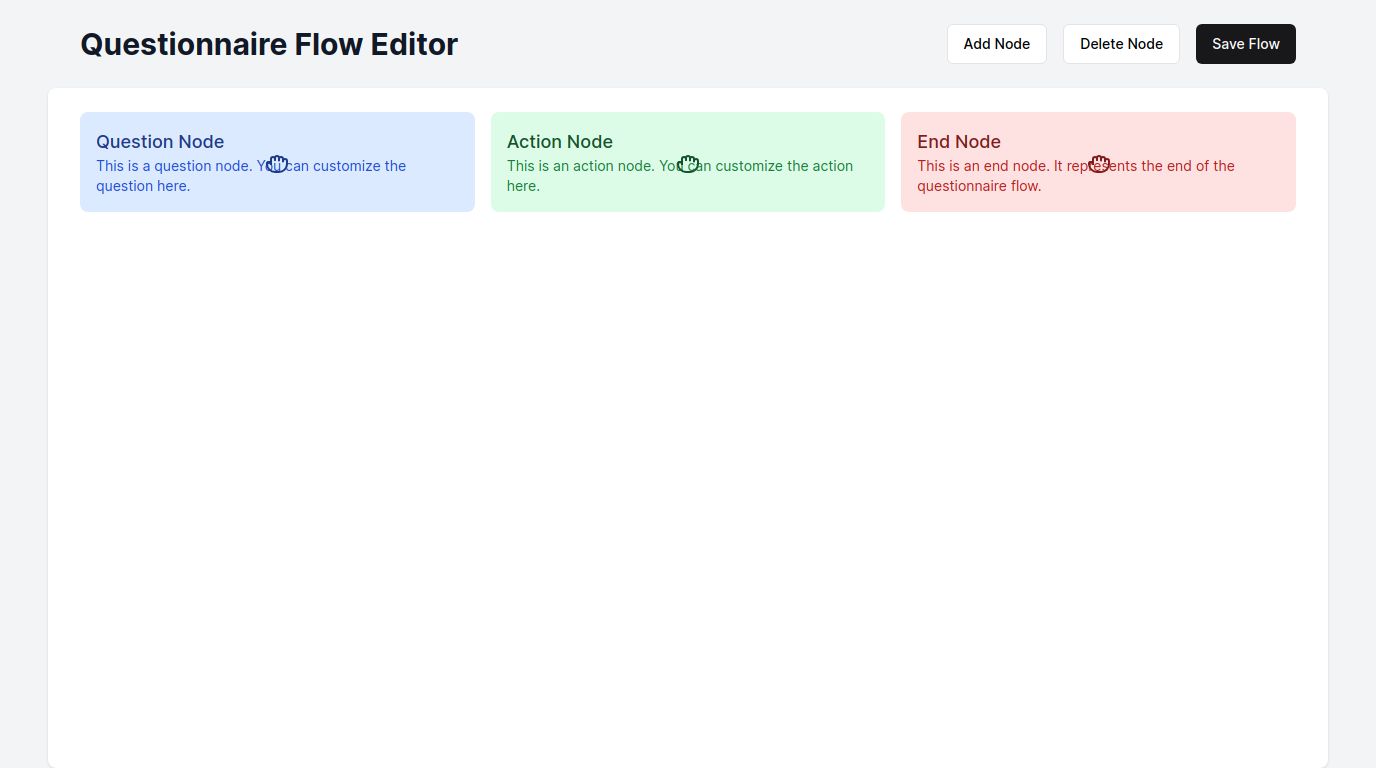 Questionnaire Flow Editor
Add Node
Delete Node
Save Flow
Question Node
This is a question node. You can customize the
question here.
Action Node
This is an action node. You can customize the action
here.
End Node
This is an end node. It represents the end of the
questionnaire flow.